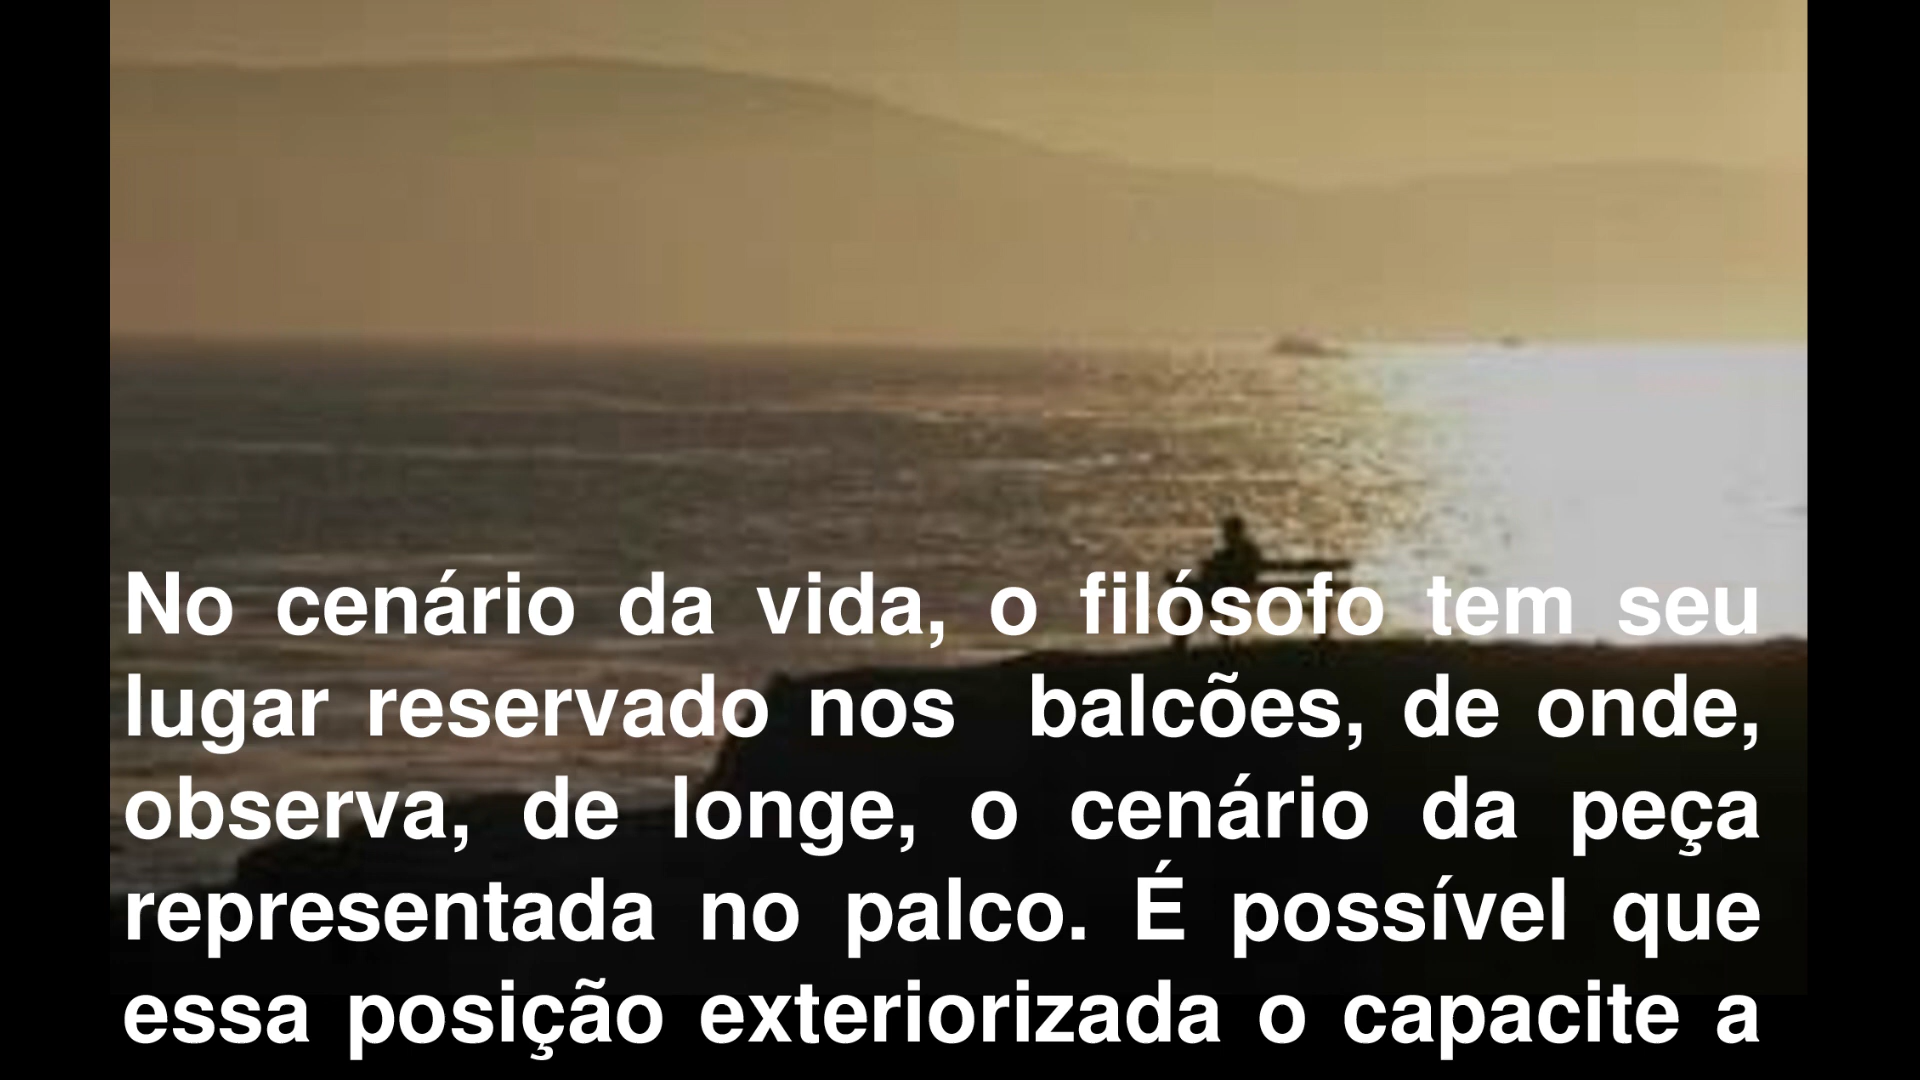 No cenário da vida, o filósofo tem seu
lugar reservado nos balcões, de onde,
observa, de longe, o cenário da peça
representada no palco. É possível que
essa posição exteriorizada o capacite a